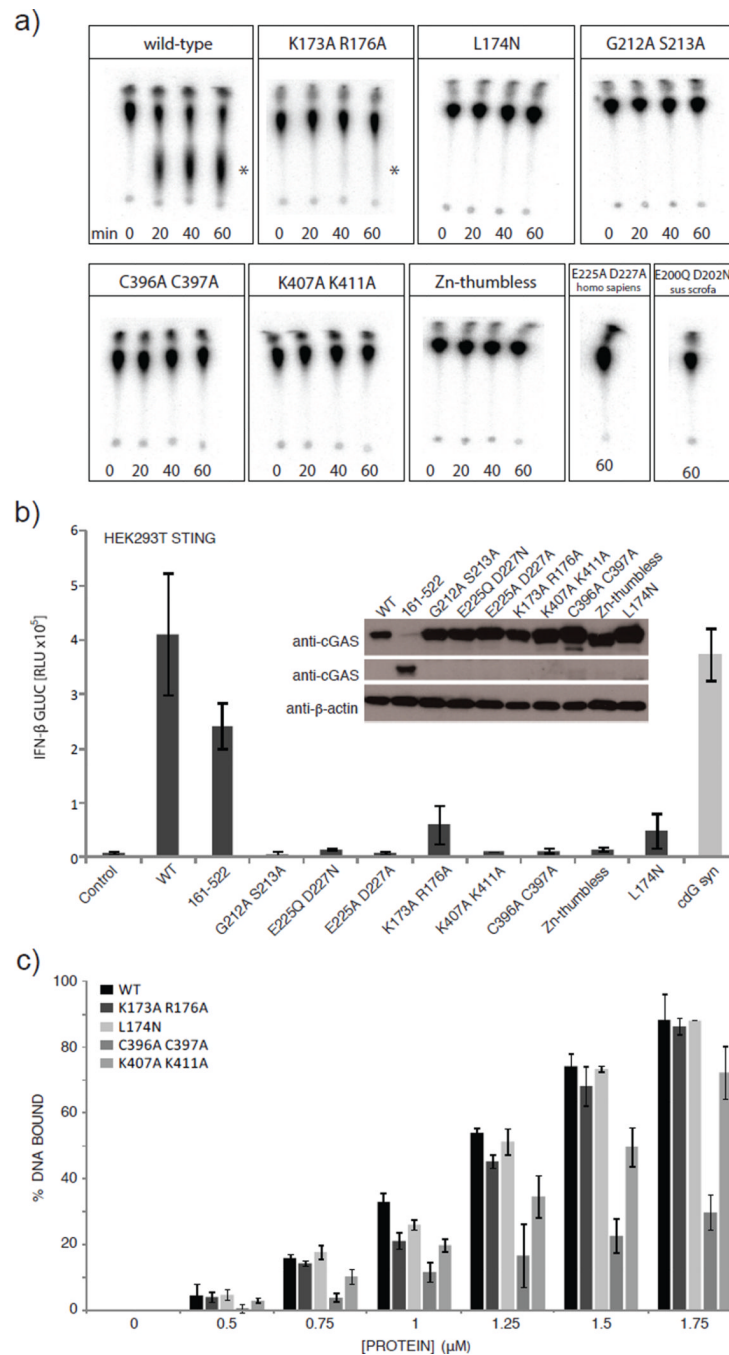 a)
wild-type
K173A R176A
L174N
G212A S213A
*
*
min 0 20 40 60
0 20 40 60
0 20 40 60
0 20 40 60
C396A C397A
K407A K411A
Zn-thumbless
E225A D227A
homo sapiens
E200Q D202N
sus scrofa
0 20 40 60
0 20 40 60
0 20 40 60
60
60
b)
HEK293T STING
IFN-β GLUC [RLU x10⁵]
6
5
4
3
2
1
0
WT
161-522
G212A S213A
E225Q D227N
E225A D227A
K173A R176A
K407A K411A
C396A C397A
Zn-thumbless
L174N
anti-cGAS
anti-cGAS
anti-β-actin
Control
WT
161-522
G212A S213A
E225Q D227N
E225A D227A
K173A R176A
K407A K411A
C396A C397A
Zn-thumbless
L174N
cdG syn
c)
% DNA BOUND
100
80
60
40
20
0
WT
K173A R176A
L174N
C396A C397A
K407A K411A
0 0.5 0.75 1 1.25 1.5 1.75
[PROTEIN] (µM)